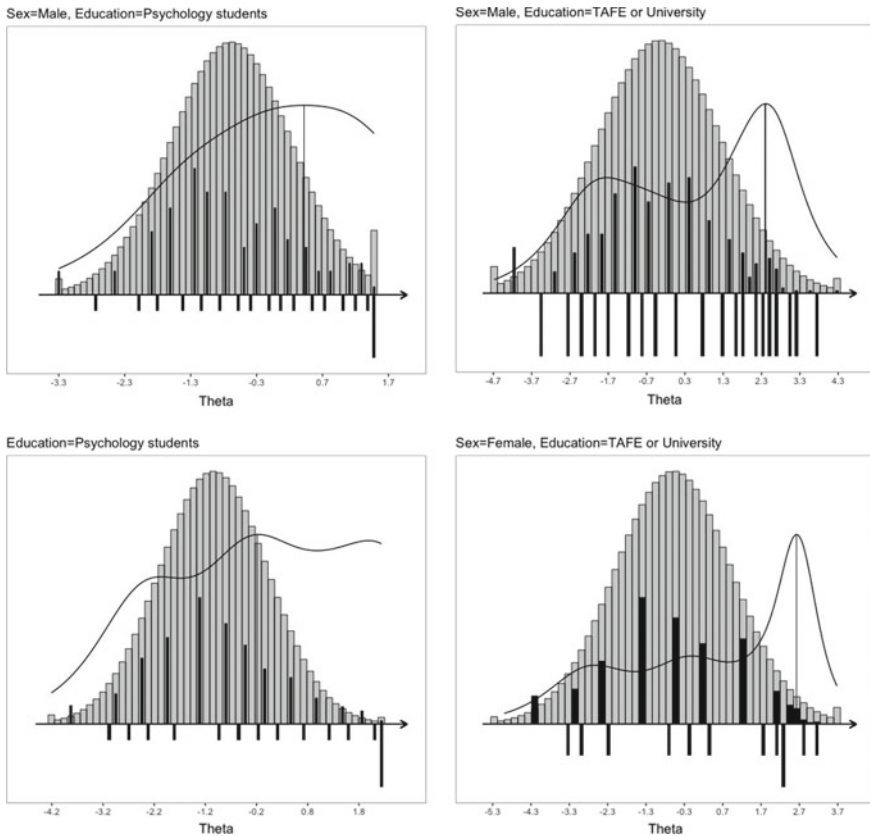 Sex=Male, Education=Psychology students
-3.3 -2.3 -1.3 -0.3 0.7 1.7
Theta
Sex=Male, Education=TAFE or University
-4.7 -3.7 -2.7 -1.7 -0.7 0.3 1.3 2.3 3.3 4.3
Theta
Education=Psychology students
-4.2 -3.2 -2.2 -1.2 -0.2 0.8 1.8
Theta
Sex=Female, Education=TAFE or University
-5.3 -4.3 -3.3 -2.3 -1.3 -0.3 0.7 1.7 2.7 3.7
Theta